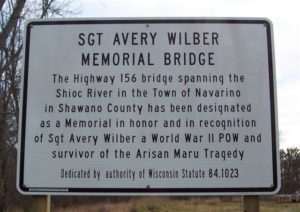 SGT AVERY WILBER
MEMORIAL BRIDGE
The Highway 156 bridge spanning the
Shioc River in the Town of Navarino
in Shawano County has been designated
as a Memorial in honor and in recognition
of Sgt Avery Wilber a World War II POW and
survivor of the Arisan Maru Tragedy
Dedicated by authority of Wisconsin Statute 84.1023